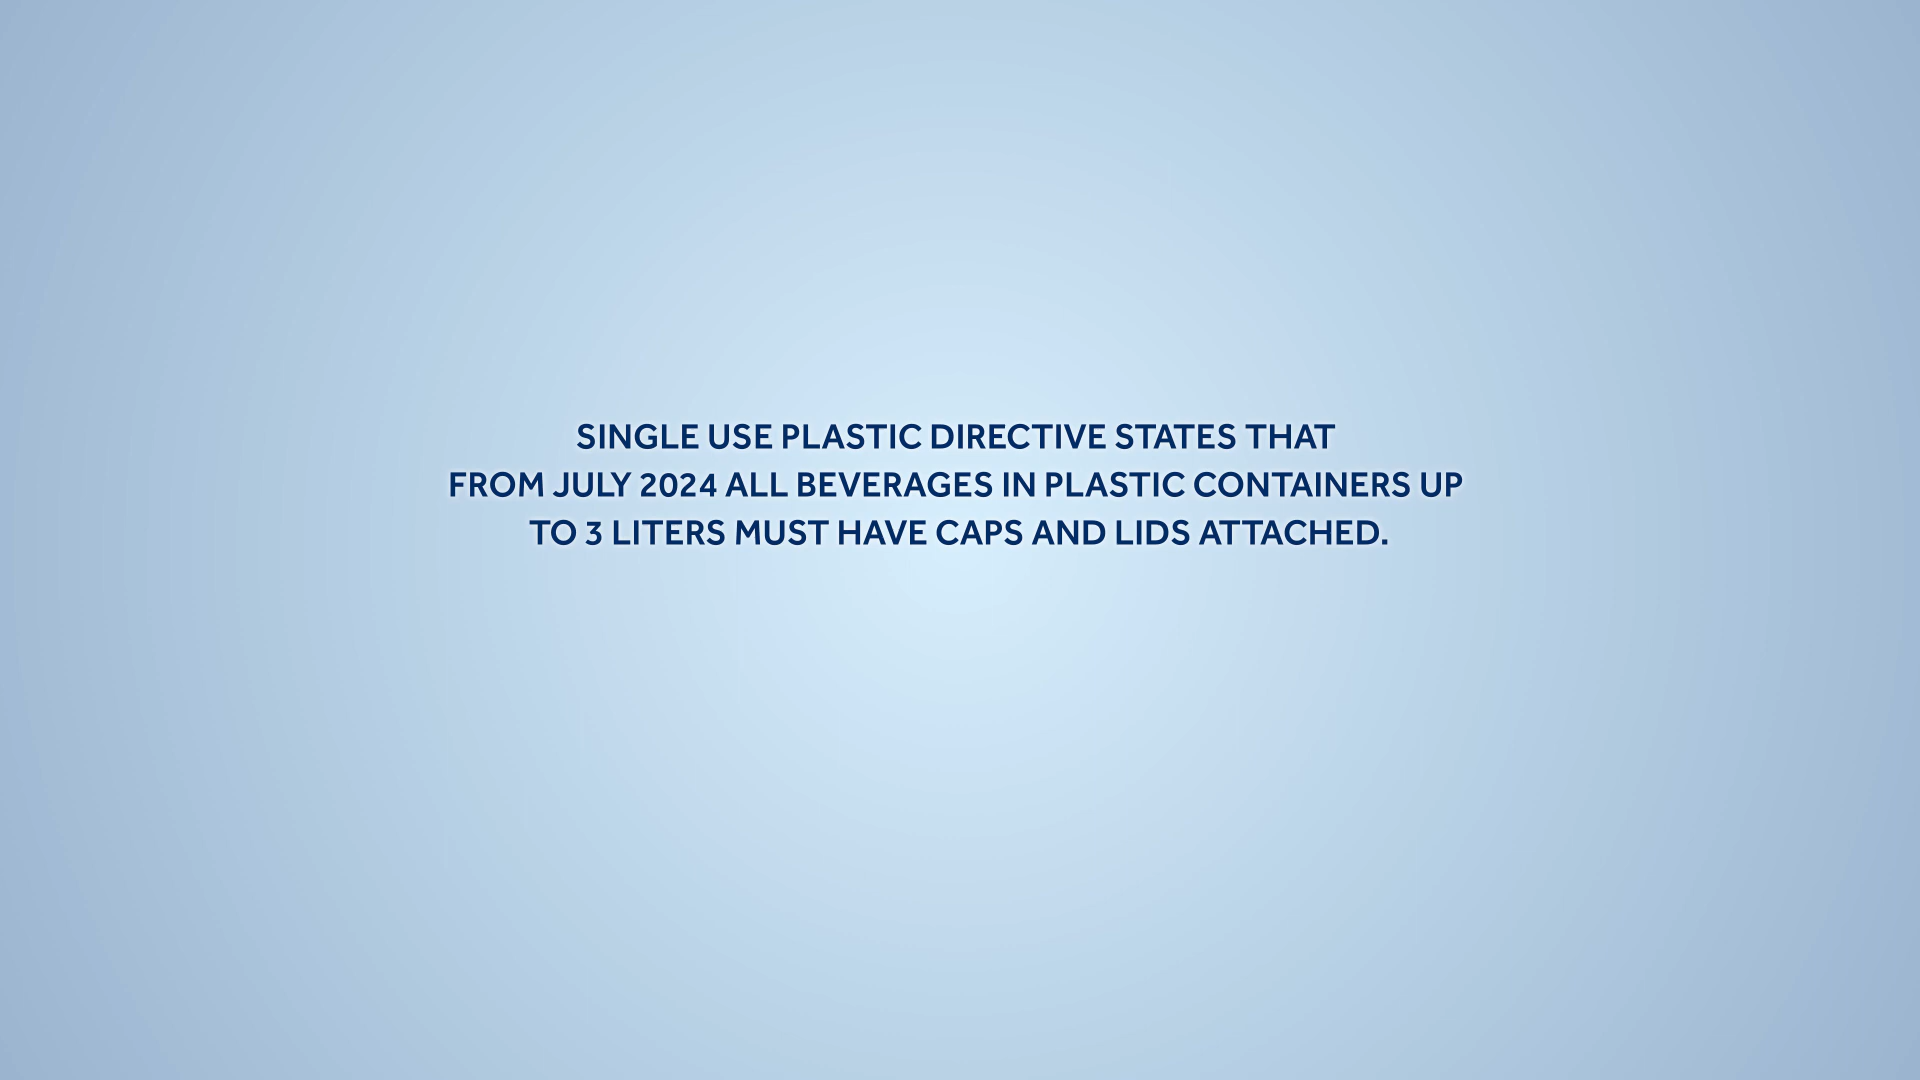 SINGLE USE PLASTIC DIRECTIVE STATES THAT
FROM JULY 2024 ALL BEVERAGES IN PLASTIC CONTAINERS UP
TO 3 LITERS MUST HAVE CAPS AND LIDS ATTACHED.